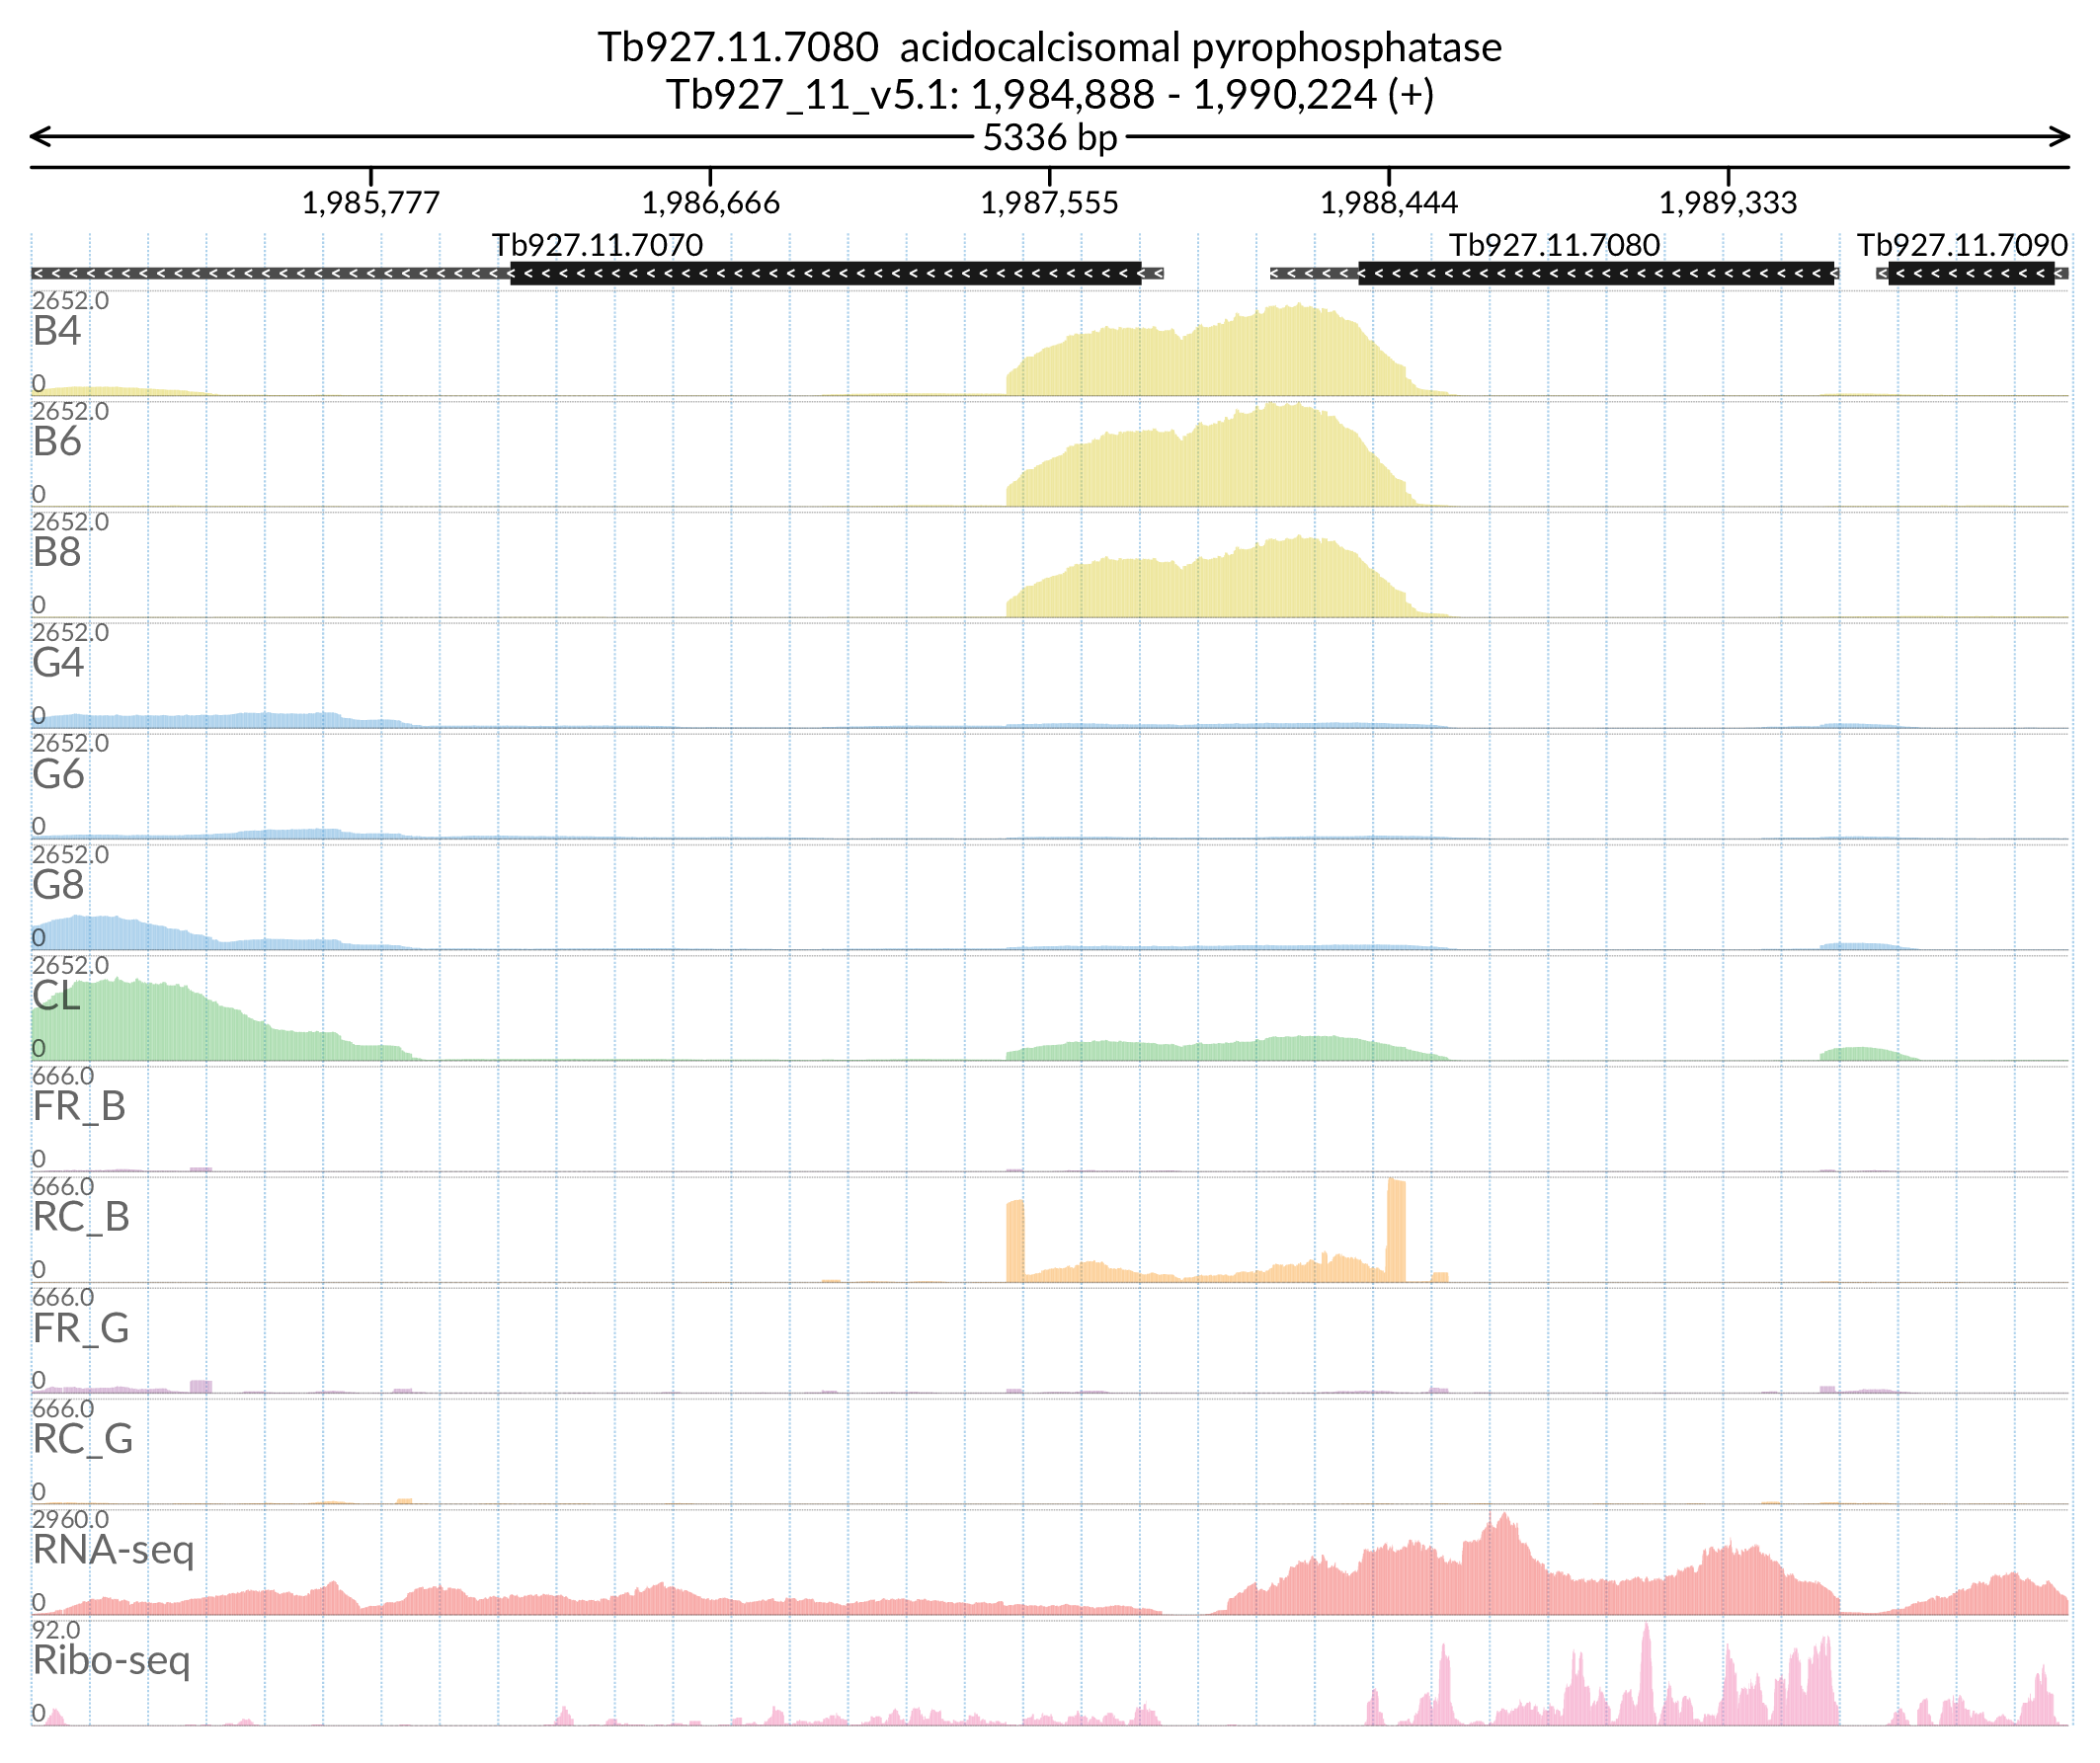 Tb927.11.7080 acidocalcisomal pyrophosphatase
Tb927_11_v5.1: 1,984,888 - 1,990,224 (+)
5336 bp
1,985,777 1,986,666 1,987,555 1,988,444 1,989,333
Tb927.11.7070 Tb927.11.7080 Tb927.11.7090
2652.0
B4
0
2652.0
B6
0
2652.0
B8
0
2652.0
G4
0
2652.0
G6
0
2652.0
G8
0
2652.0
CL
0
666.0
FR_B
0
666.0
RC_B
0
666.0
FR_G
0
666.0
RC_G
0
2960.0
RNA-seq
0
92.0
Ribo-seq
0